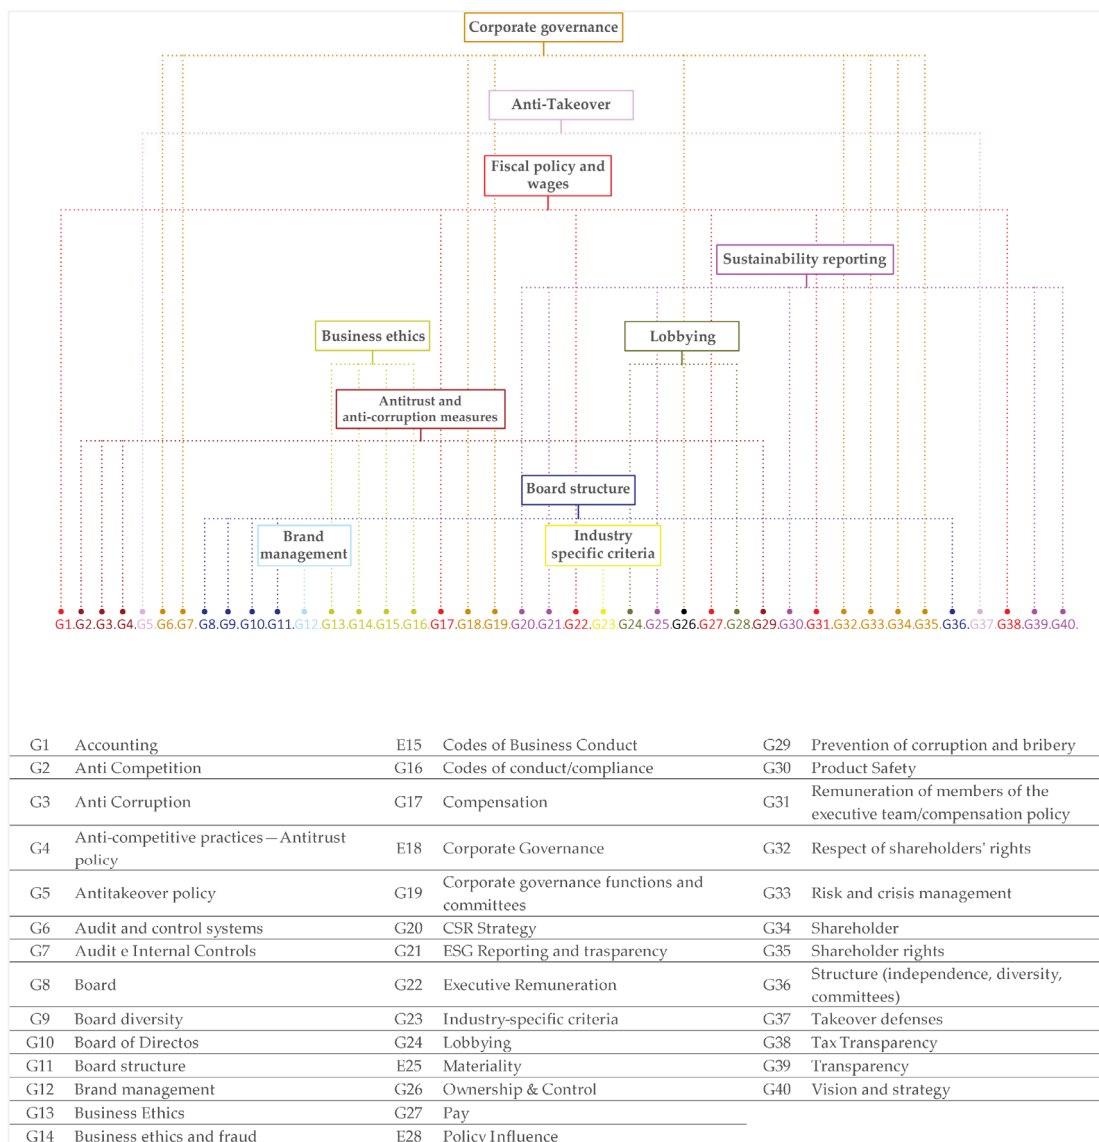 Corporate governance
Anti-Takeover
Fiscal policy and
wages
Sustainability reporting
Business ethics
Lobbying
Antitrust and
anti-corruption measures
Board structure
Brand
management
Industry
specific criteria
G1.G2.G3.G4.G5.G6.G7.G8.G9.G10.G11.G12.G13.G14.G15.G16.G17.G18.G19.G20.G21.G22.G23.G24.G25.G26.G27.G28.G29.G30.G31.G32.G33.G34.G35.G36.G37.G38.G39.G40.
G1 Accounting E15 Codes of Business Conduct G29 Prevention of corruption and bribery
G2 Anti Competition G16 Codes of conduct/compliance G30 Product Safety
G3 Anti Corruption G17 Compensation G31 Remuneration of members of the
executive team/compensation policy
G4 Anti-competitive practices—Antitrust
policy E18 Corporate Governance G32 Respect of shareholders' rights
G5 Antitakeover policy G19 Corporate governance functions and
committees G33 Risk and crisis management
G6 Audit and control systems G20 CSR Strategy G34 Shareholder
G7 Audit e Internal Controls G21 ESG Reporting and trasparency G35 Shareholder rights
G8 Board G22 Executive Remuneration G36 Structure (independence, diversity,
committees)
G9 Board diversity G23 Industry-specific criteria G37 Takeover defenses
G10 Board of Directos G24 Lobbying G38 Tax Transparency
G11 Board structure E25 Materiality G39 Transparency
G12 Brand management G26 Ownership & Control G40 Vision and strategy
G13 Business Ethics G27 Pay
G14 Business ethics and fraud E28 Policy Influence